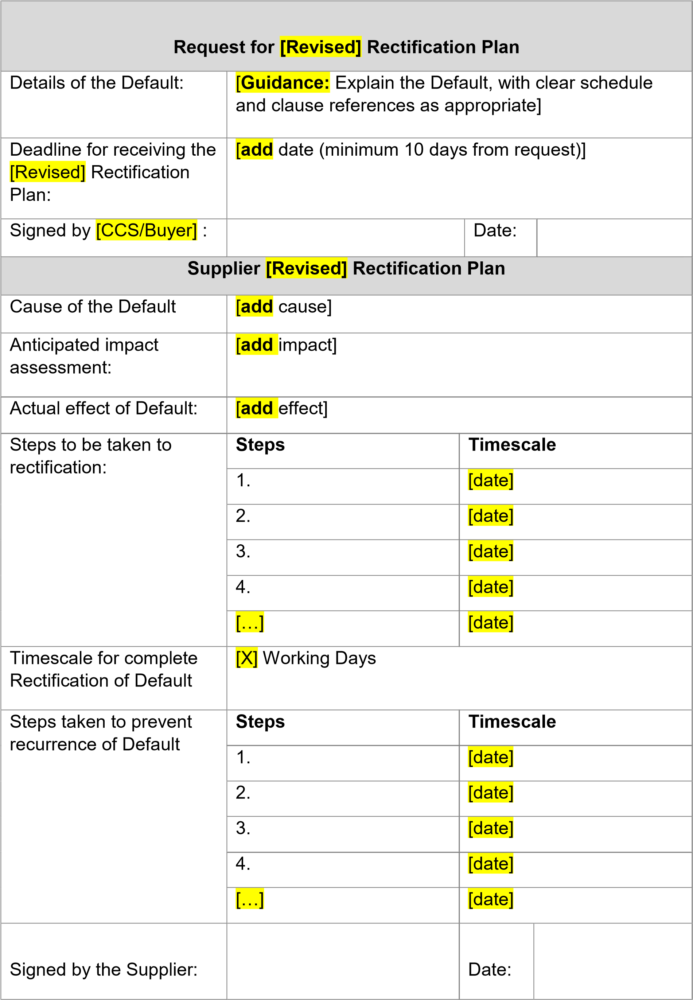 Request for [Revised] Rectification Plan
Details of the Default:
[Guidance: Explain the Default, with clear schedule
and clause references as appropriate]
Deadline for receiving the
[Revised] Rectification
Plan:
[add date (minimum 10 days from request)]
Signed by [CCS/Buyer] :
Date:
Supplier [Revised] Rectification Plan
Cause of the Default
[add cause]
Anticipated impact
assessment:
[add impact]
Actual effect of Default:
[add effect]
Steps to be taken to
rectification:
Steps Timescale
1. [date]
2. [date]
3. [date]
4. [date]
[…] [date]
Timescale for complete
Rectification of Default
[X] Working Days
Steps taken to prevent
recurrence of Default
Steps Timescale
1. [date]
2. [date]
3. [date]
4. [date]
[…] [date]
Signed by the Supplier: Date: